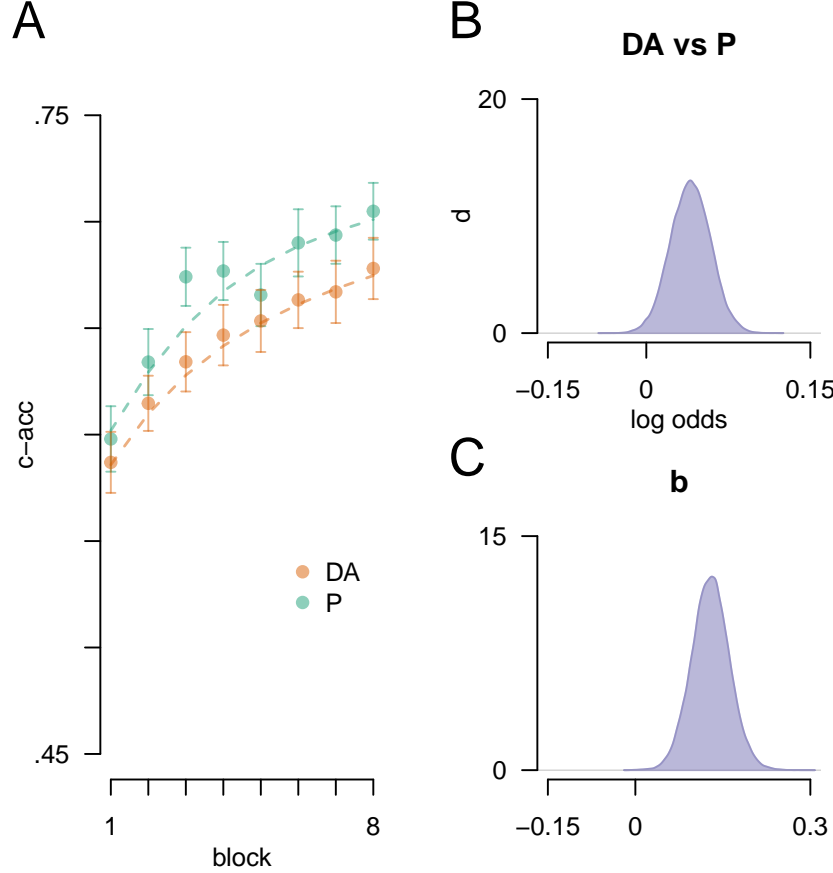 A
.75
c−acc
.45
1
8
block
DA
P
B
DA vs P
20
d
0
−0.15
0
0.15
log odds
C
b
15
0
−0.15
0
0.3